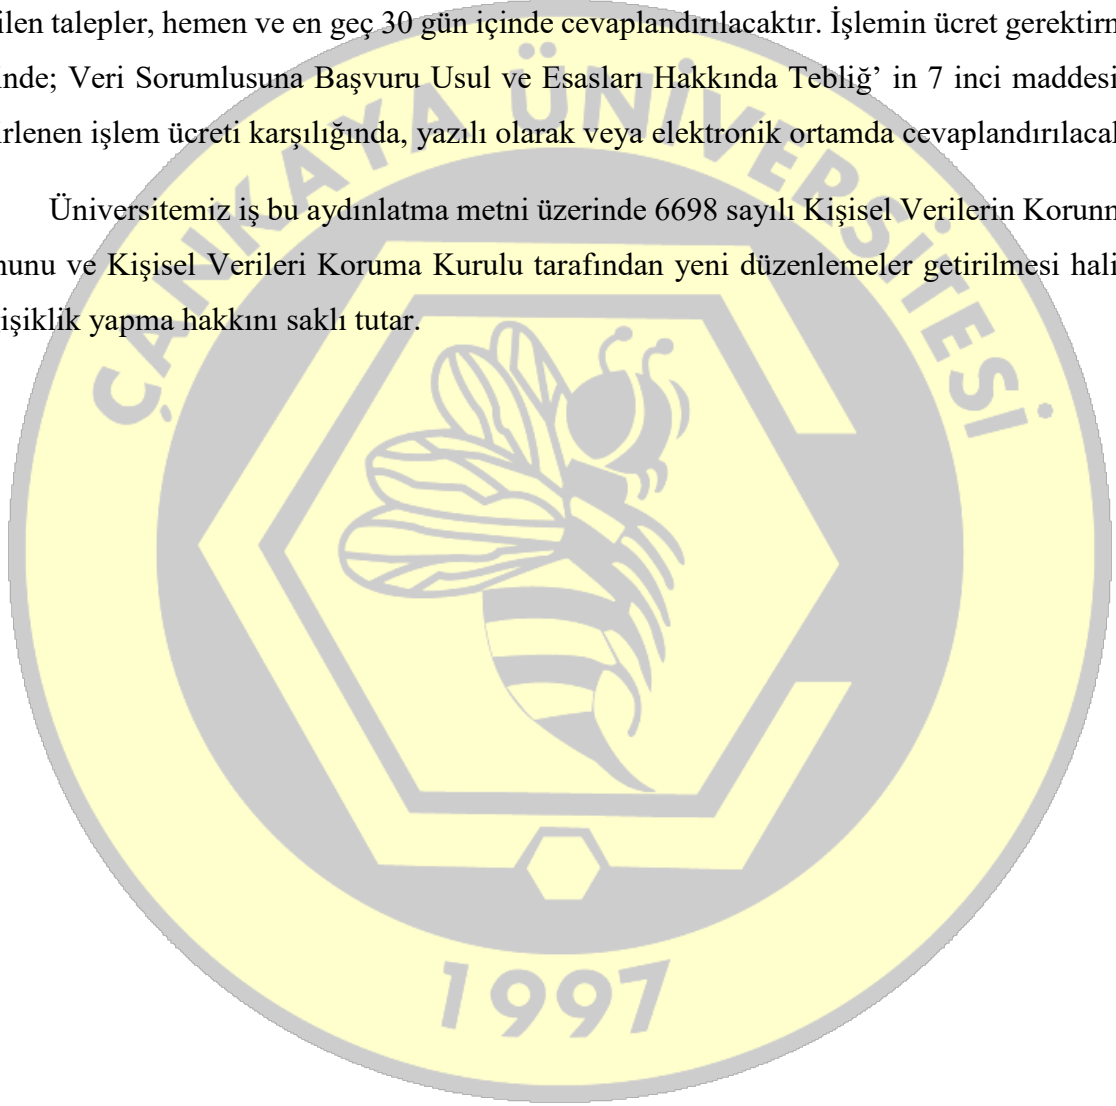 ilen talepler, hemen ve en geç 30 gün içinde cevaplandırılacaktır. İşlemin ücret gerektirm
inde; Veri Sorumlusuna Başvuru Usul ve Esasları Hakkında Tebliğ’ in 7 inci maddesi
irlenen işlem ücreti karşılığında, yazılı olarak veya elektronik ortamda cevaplandırılacak
Üniversitemiz iş bu aydınlatma metni üzerinde 6698 sayılı Kişisel Verilerin Korunm
nunu ve Kişisel Verileri Koruma Kurulu tarafından yeni düzenlemeler getirilmesi hali
işiklik yapma hakkını saklı tutar.
ÇANKAYA ÜNİVERSİTESİ
1997